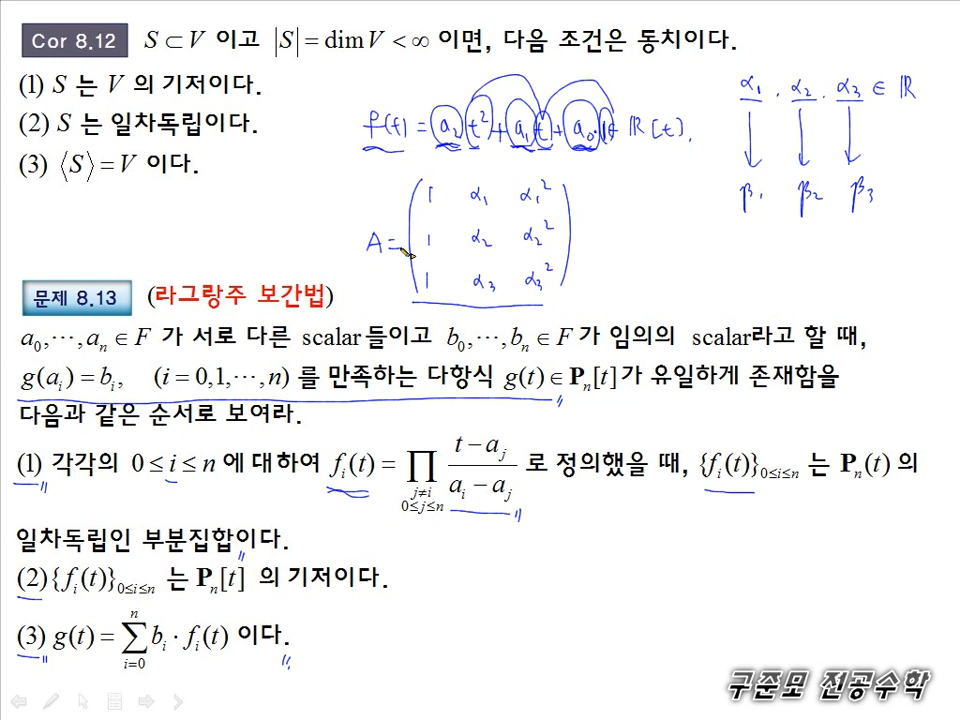 Cor 8.12 S ⊂ V 이고 |S| = dim V < ∞ 이면, 다음 조건은 동치이다.
(1) S 는 V 의 기저이다.
(2) S 는 일차독립이다.
(3) ⟨S⟩ = V 이다.
f(t) = a₂ t² + a₁ t + a₀·1 ∈ ℝ[t].
α₁, α₂, α₃ ∈ ℝ
β₁ β₂ β₃
1 α₁ α₁²
A = 1 α₂ α₂²
1 α₃ α₃²
문제 8.13 (라그랑주 보간법)
a₀,⋯,aₙ ∈ F 가 서로 다른 scalar 들이고 b₀,⋯,bₙ ∈ F 가 임의의 scalar라고 할 때,
g(aᵢ) = bᵢ, (i = 0,1,⋯,n) 를 만족하는 다항식 g(t) ∈ Pₙ[t] 가 유일하게 존재함을
다음과 같은 순서로 보여라.
(1) 각각의 0 ≤ i ≤ n 에 대하여 fᵢ(t) = ∏_{j≠i, 0≤j≤n} (t − aⱼ)/(aᵢ − aⱼ) 로 정의했을 때, {fᵢ(t)}₀≤ᵢ≤ₙ 는 Pₙ(t) 의
일차독립인 부분집합이다.
(2) {fᵢ(t)}₀≤ᵢ≤ₙ 는 Pₙ[t] 의 기저이다.
(3) g(t) = ∑_{i=0}^{n} bᵢ · fᵢ(t) 이다.
구준모 전공수학